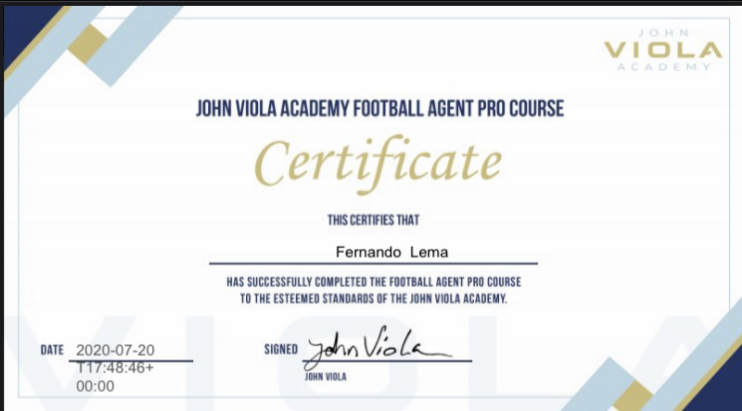 JOHN
VIOLA
ACADEMY
JOHN VIOLA ACADEMY FOOTBALL AGENT PRO COURSE
Certificate
THIS CERTIFIES THAT
Fernando Lema
HAS SUCCESSFULLY COMPLETED THE FOOTBALL AGENT PRO COURSE
TO THE ESTEEMED STANDARDS OF THE JOHN VIOLA ACADEMY.
DATE 2020-07-20
T17:48:46+
00:00
SIGNED John Viola
JOHN VIOLA
VIOLA